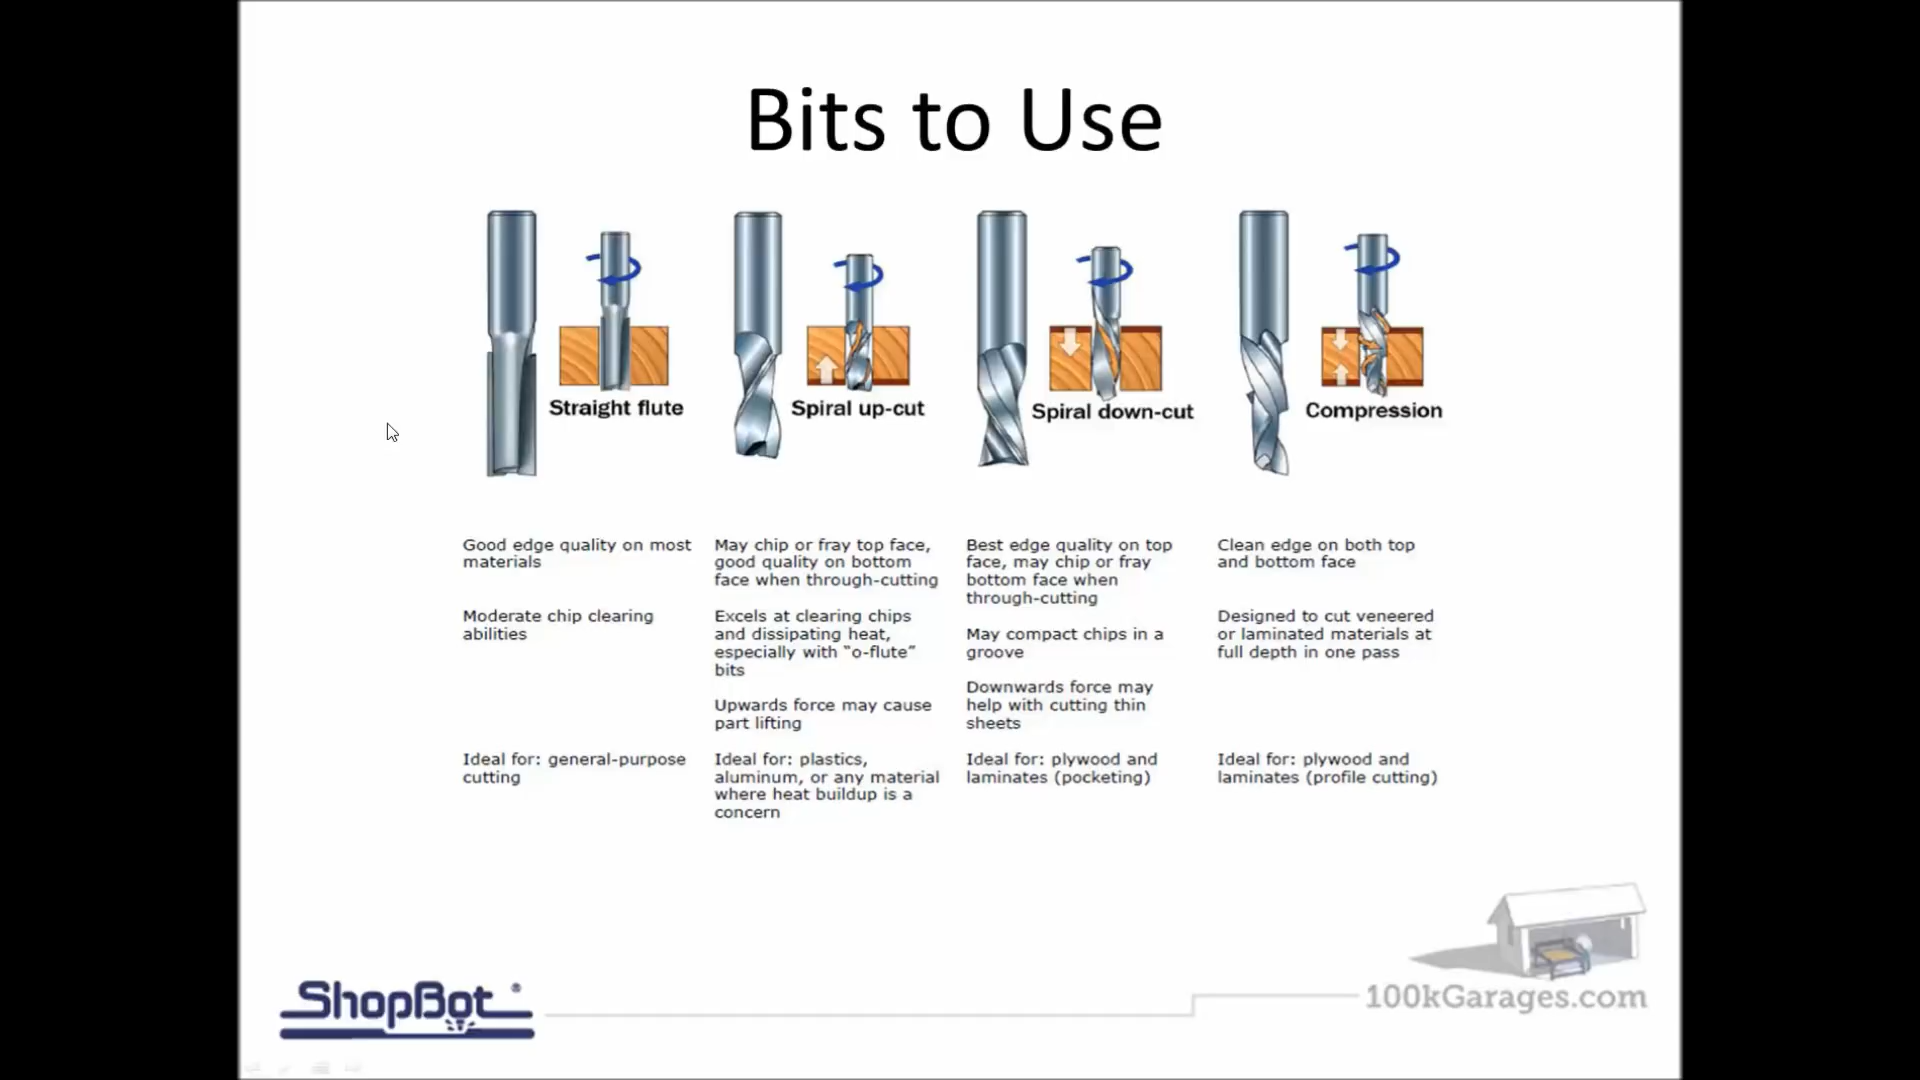 Bits to Use
Straight flute
Spiral up-cut
Spiral down-cut
Compression
Good edge quality on most
materials
Moderate chip clearing
abilities
Ideal for: general-purpose
cutting
May chip or fray top face,
good quality on bottom
face when through-cutting
Excels at clearing chips
and dissipating heat,
especially with “o-flute”
bits
Upwards force may cause
part lifting
Ideal for: plastics,
aluminum, or any material
where heat buildup is a
concern
Best edge quality on top
face, may chip or fray
bottom face when
through-cutting
May compact chips in a
groove
Downwards force may
help with cutting thin
sheets
Ideal for: plywood and
laminates (pocketing)
Clean edge on both top
and bottom face
Designed to cut veneered
or laminated materials at
full depth in one pass
Ideal for: plywood and
laminates (profile cutting)
ShopBot®
100kGarages.com